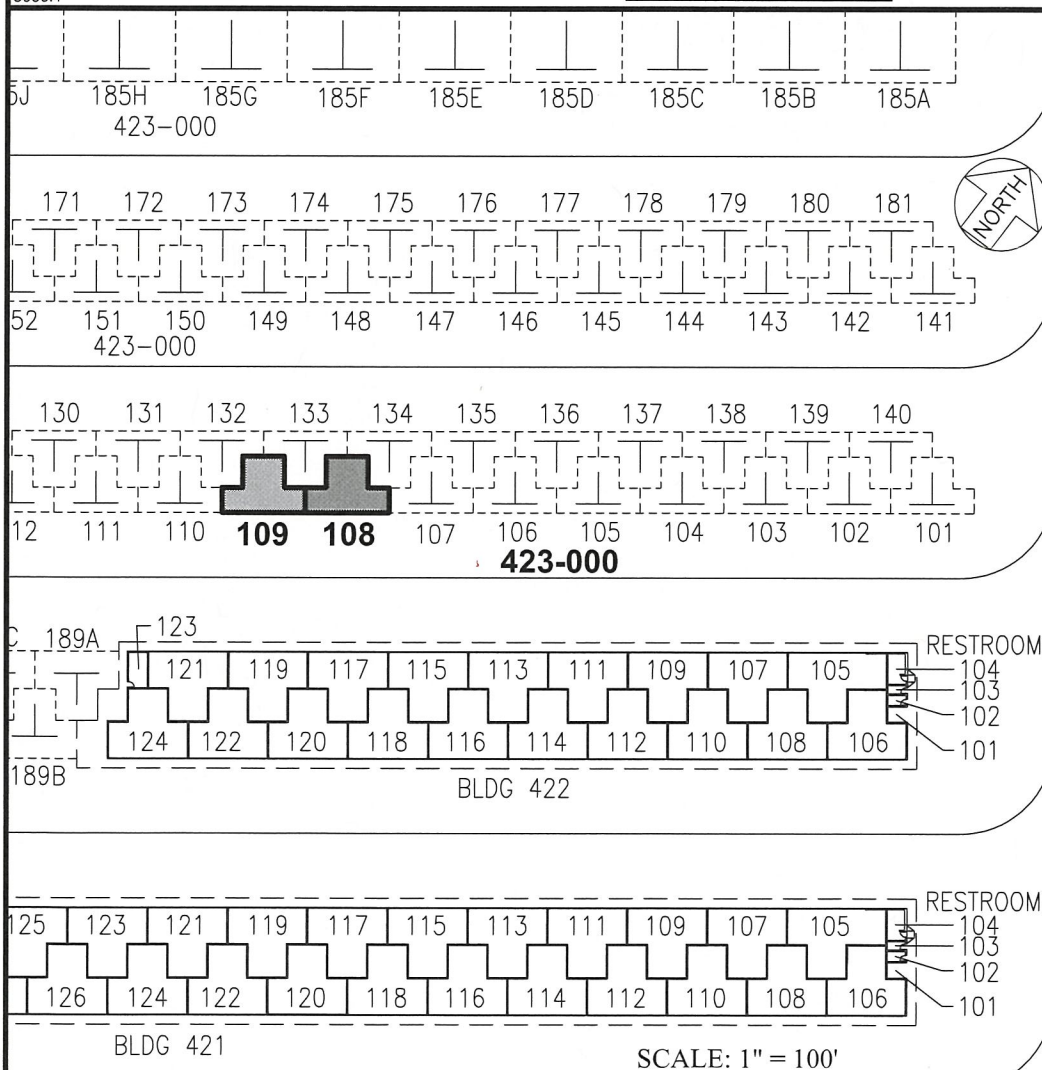 185H 185G 185F 185E 185D 185C 185B 185A
423-000
NORTH
171 172 173 174 175 176 177 178 179 180 181
52 151 150 149 148 147 146 145 144 143 142 141
423-000
130 131 132 133 134 135 136 137 138 139 140
12 111 110 109 108 107 106 105 104 103 102 101
423-000
C 189A 123 RESTROOM
121 119 117 115 113 111 109 107 105 104
103
102
124 122 120 118 116 114 112 110 108 106 101
189B
BLDG 422
RESTROOM
125 123 121 119 117 115 113 111 109 107 105 104
103
102
126 124 122 120 118 116 114 112 110 108 106 101
BLDG 421
SCALE: 1" = 100'